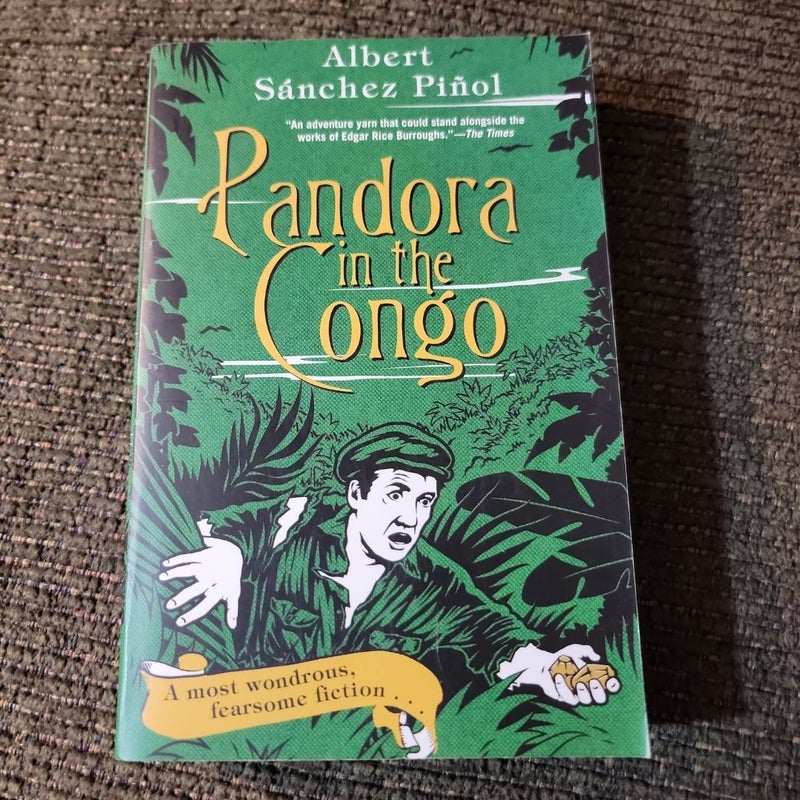 Albert
Sánchez Piñol
"An adventure yarn that could stand alongside the
works of Edgar Rice Burroughs."—The Times
Pandora
in the
Congo
A most wondrous,
fearsome fiction . . .